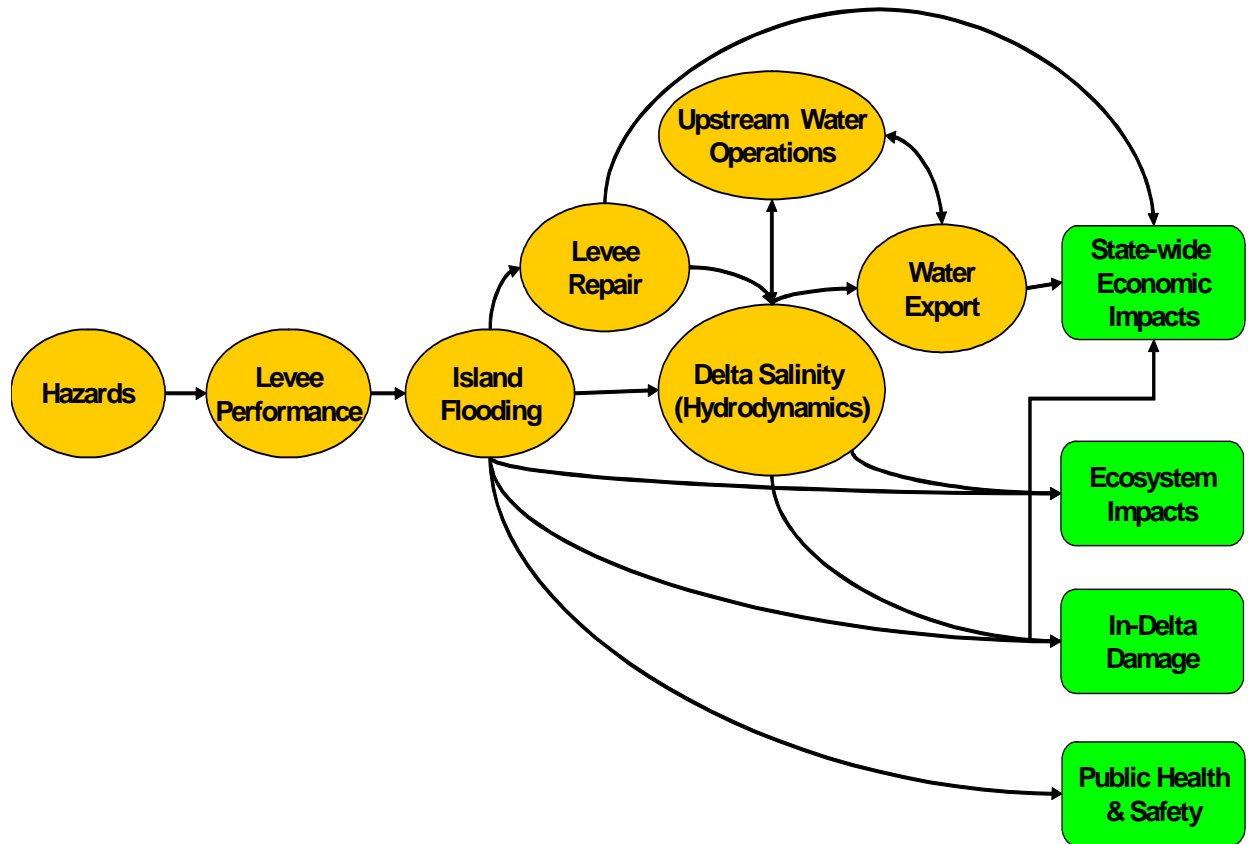 Upstream Water
Operations
Levee
Repair
Water
Export
State-wide
Economic
Impacts
Hazards
Levee
Performance
Island
Flooding
Delta Salinity
(Hydrodynamics)
Ecosystem
Impacts
In-Delta
Damage
Public Health
& Safety